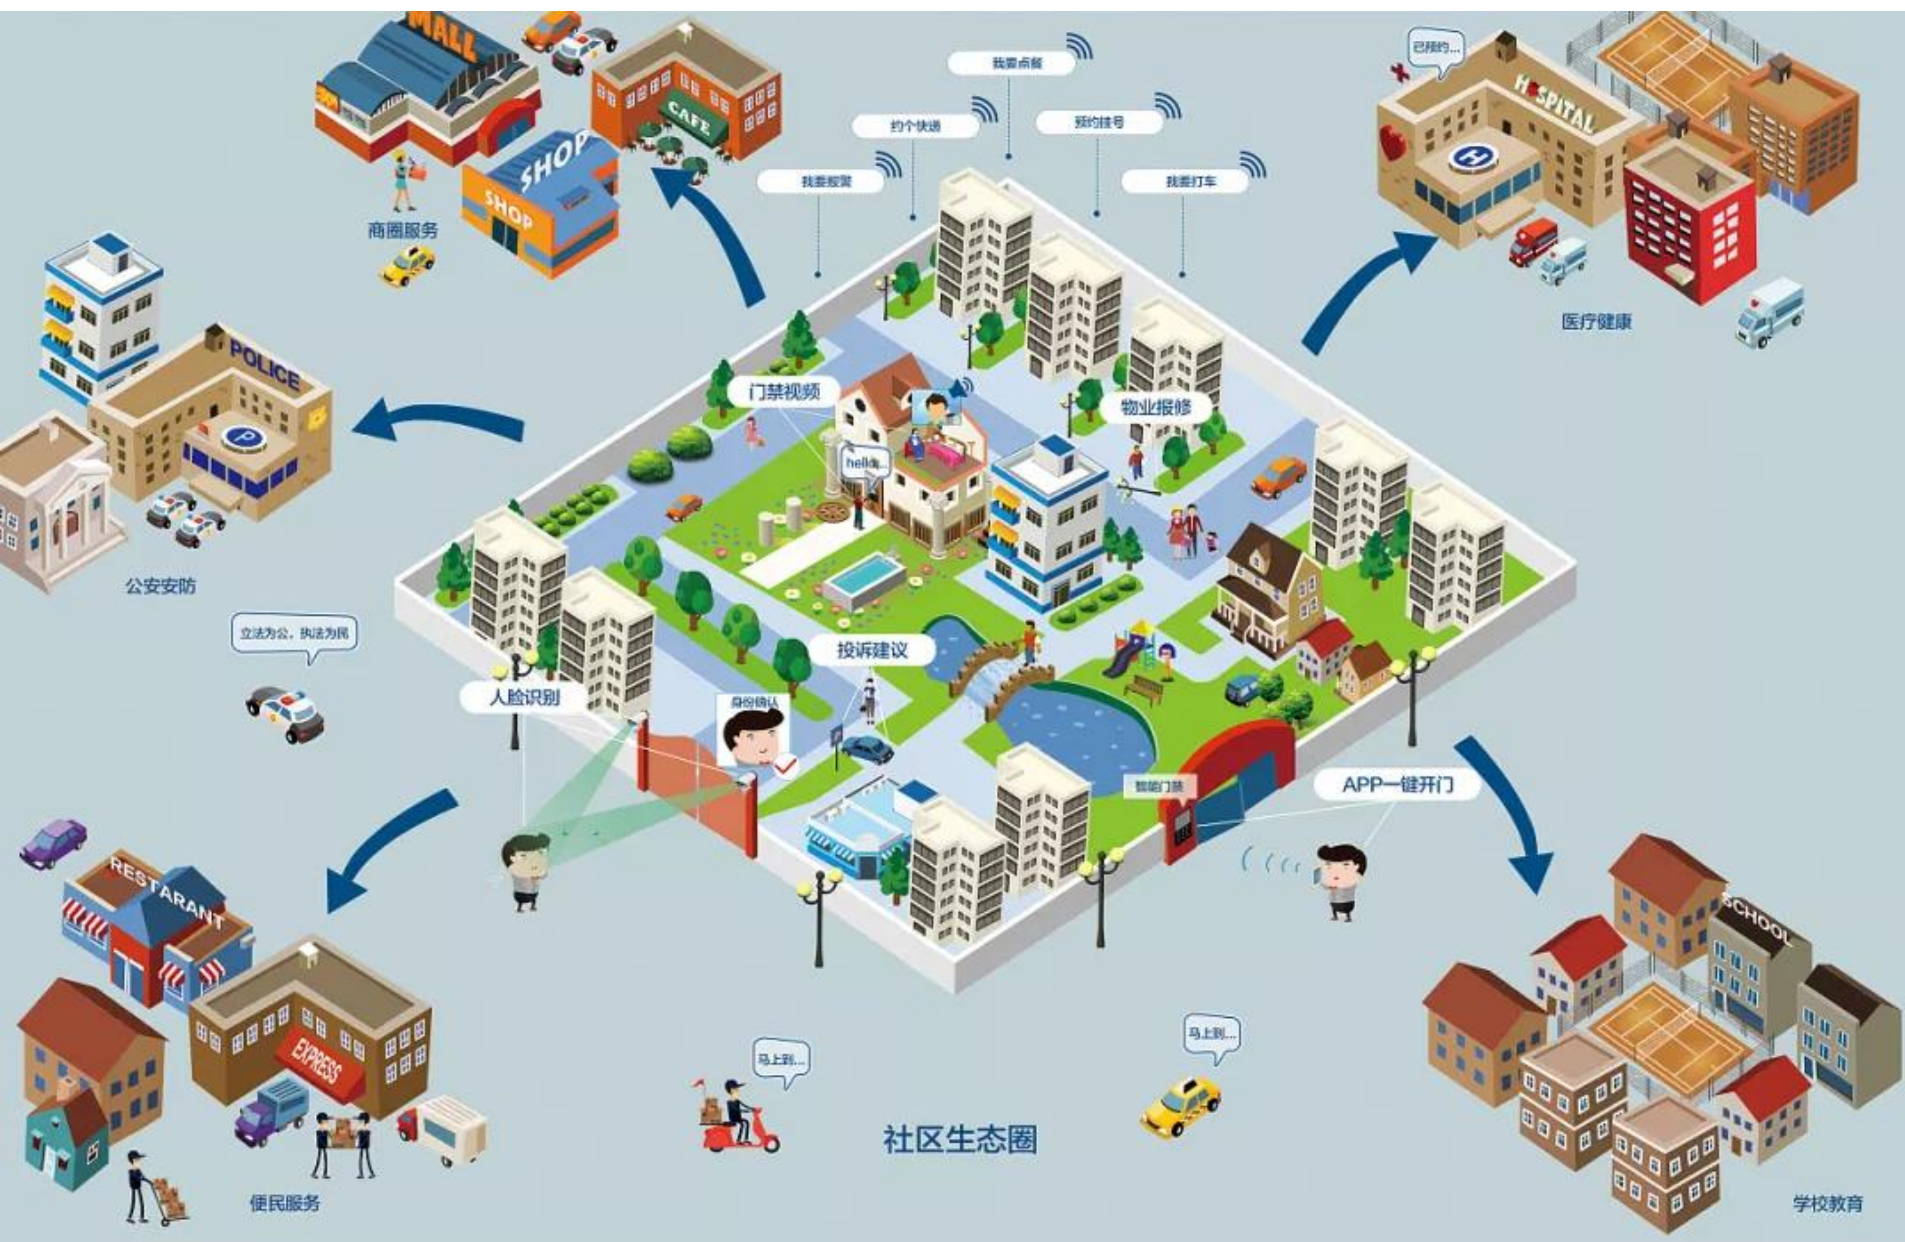 MALL
CAFE
SHOP
SHOP
商圈服务
我要点餐
约个快递
预约挂号
我要报警
我要打车
已预约...
HOSPITAL
H
医疗健康
POLICE
P
公安安防
立法为公，执法为民
门禁视频
hello...
物业报修
投诉建议
人脸识别
身份确认
智能门禁
APP一键开门
RESTARANT
EXPRESS
便民服务
马上到...
马上到...
社区生态圈
SCHOOL
学校教育